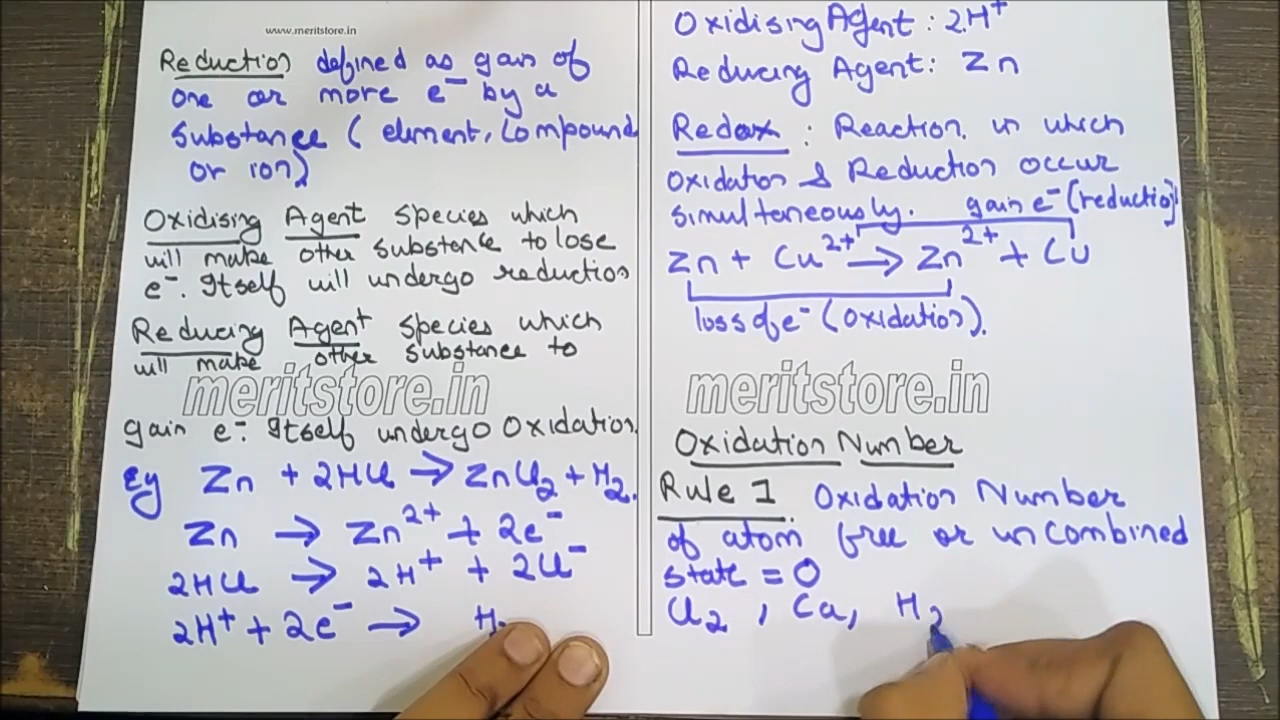 www.meritstore.in
Reduction defined as gain of
one or more e⁻ by a
substance ( element, Compound
or ion)
Oxidising Agent species which
will make other substance to lose
e⁻. Itself will undergo reduction
Reducing Agent species which
will make other substance to
meritstore.in
gain e⁻. Itself undergo Oxidation.
Eg Zn + 2HCl → ZnCl₂ + H₂.
Zn → Zn²⁺ + 2e⁻
2HCl → 2H⁺ + 2Cl⁻
2H⁺ + 2e⁻ → H₂
Oxidising Agent : 2H⁺
Reducing Agent : Zn
Redox : Reaction in which
Oxidation & Reduction occur
simulteneously. gain e⁻ (reduction)
Zn + Cu²⁺ → Zn²⁺ + Cu
loss of e⁻ (Oxidation).
meritstore.in
Oxidation Number
Rule 1. Oxidation Number
of atom free or uncombined
state = 0
Cl₂ , Ca, H₂